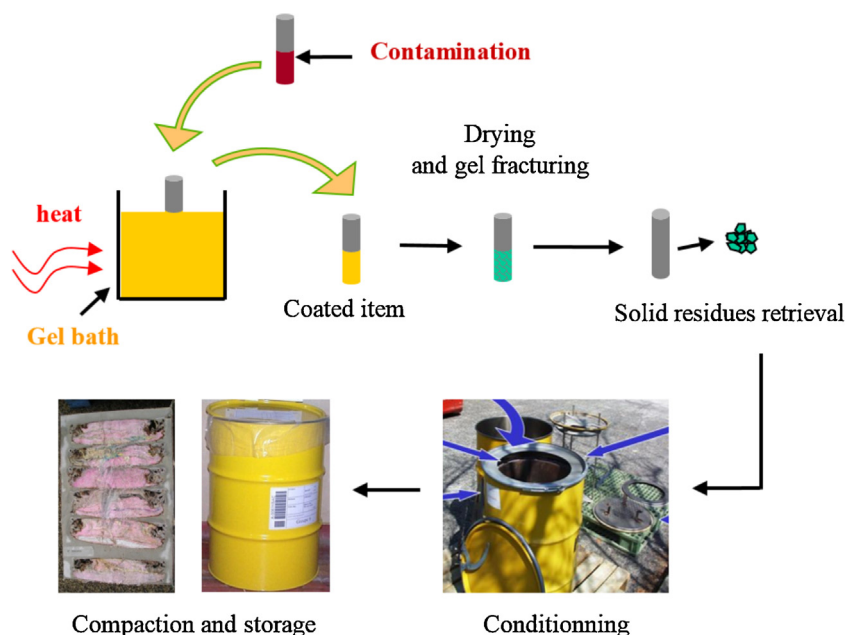 Contamination
Drying
and gel fracturing
heat
Gel bath
Coated item
Solid residues retrieval
Compaction and storage
Conditionning